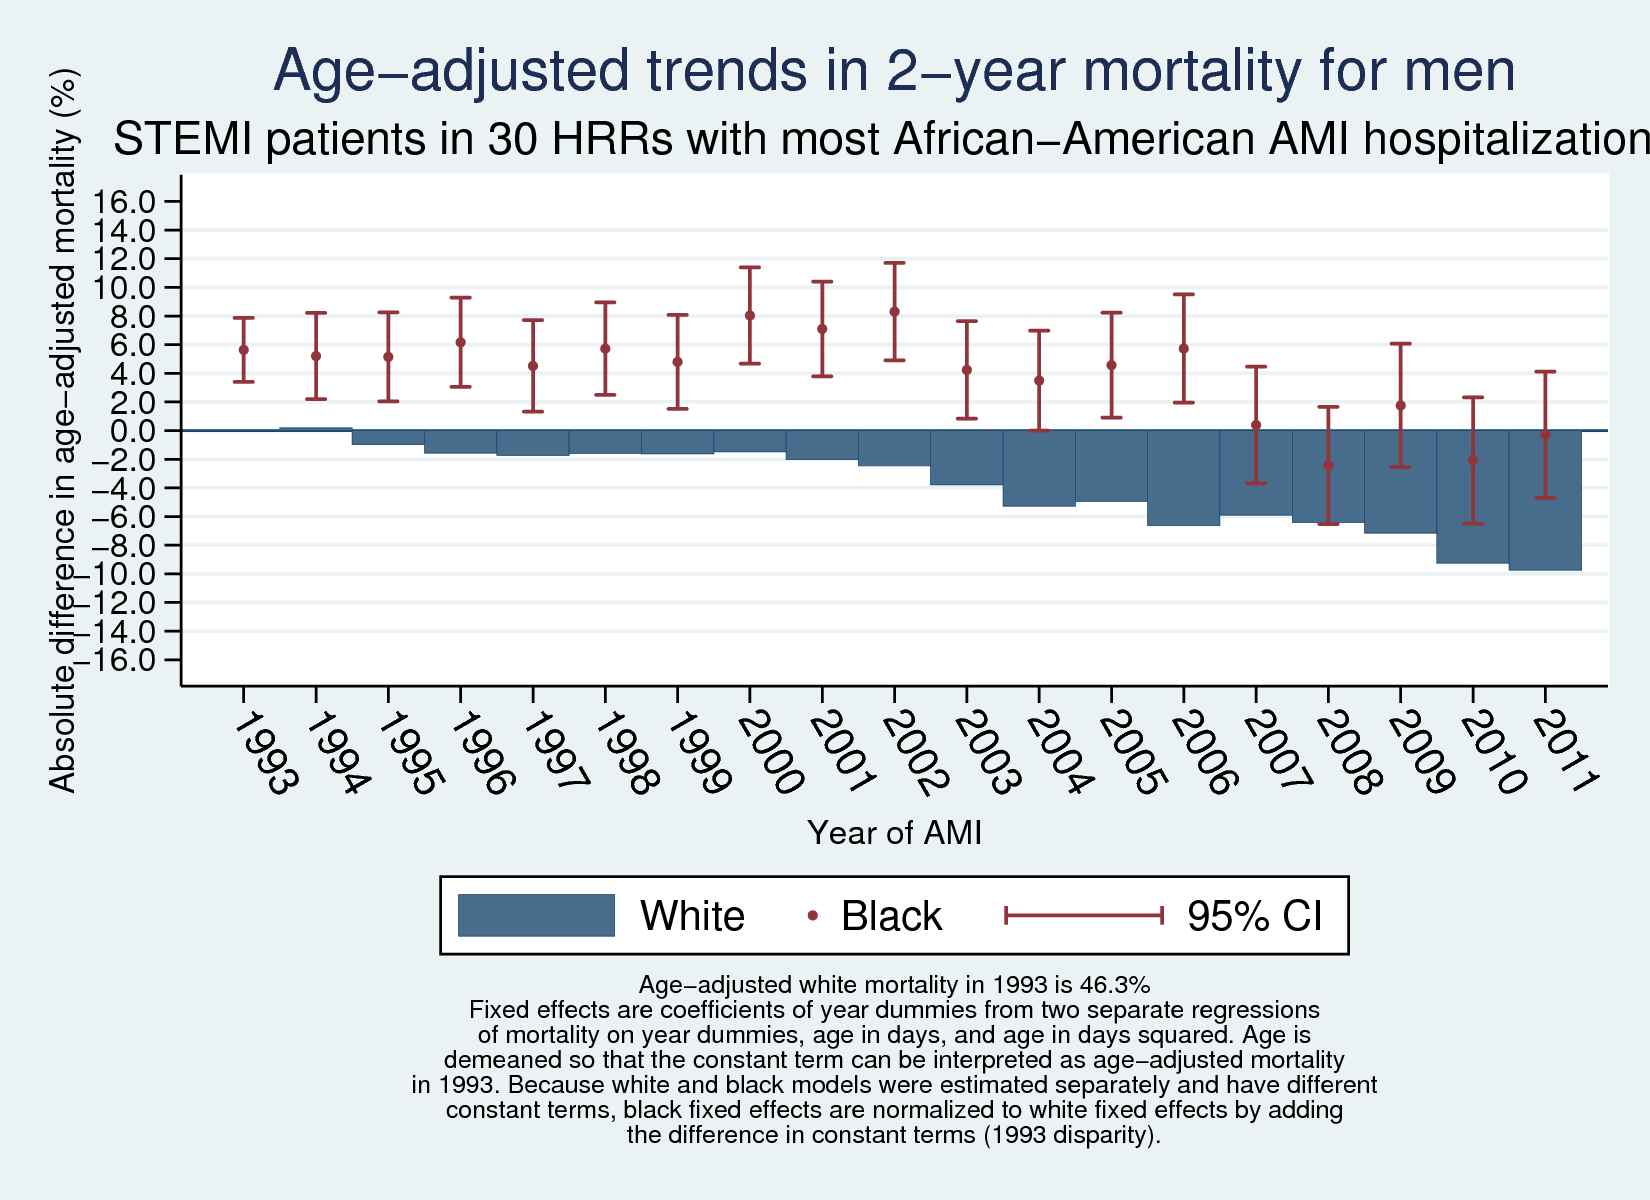 Age−adjusted trends in 2−year mortality for men
STEMI patients in 30 HRRs with most African−American AMI hospitalization
Absolute difference in age−adjusted mortality (%)
16.0
14.0
12.0
10.0
8.0
6.0
4.0
2.0
0.0
−2.0
−4.0
−6.0
−8.0
−10.0
−12.0
−14.0
−16.0
1993 1994 1995 1996 1997 1998 1999 2000 2001 2002 2003 2004 2005 2006 2007 2008 2009 2010 2011
Year of AMI
White Black 95% CI
Age−adjusted white mortality in 1993 is 46.3%
Fixed effects are coefficients of year dummies from two separate regressions
of mortality on year dummies, age in days, and age in days squared. Age is
demeaned so that the constant term can be interpreted as age−adjusted mortality
in 1993. Because white and black models were estimated separately and have different
constant terms, black fixed effects are normalized to white fixed effects by adding
the difference in constant terms (1993 disparity).